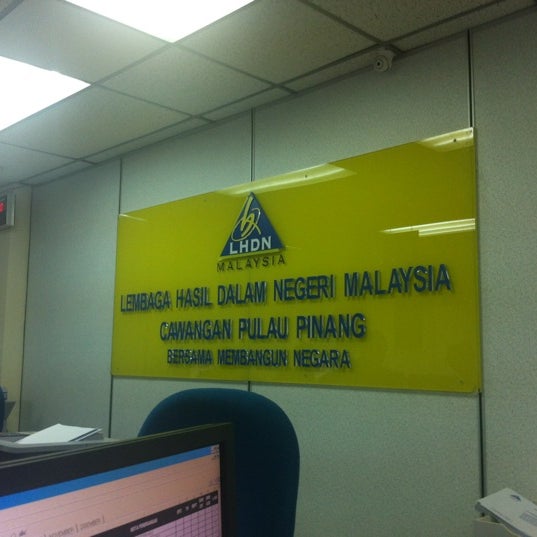 LHDN
MALAYSIA
LEMBAGA HASIL DALAM NEGERI MALAYSIA
CAWANGAN PULAU PINANG
BERSAMA MEMBANGUN NEGARA